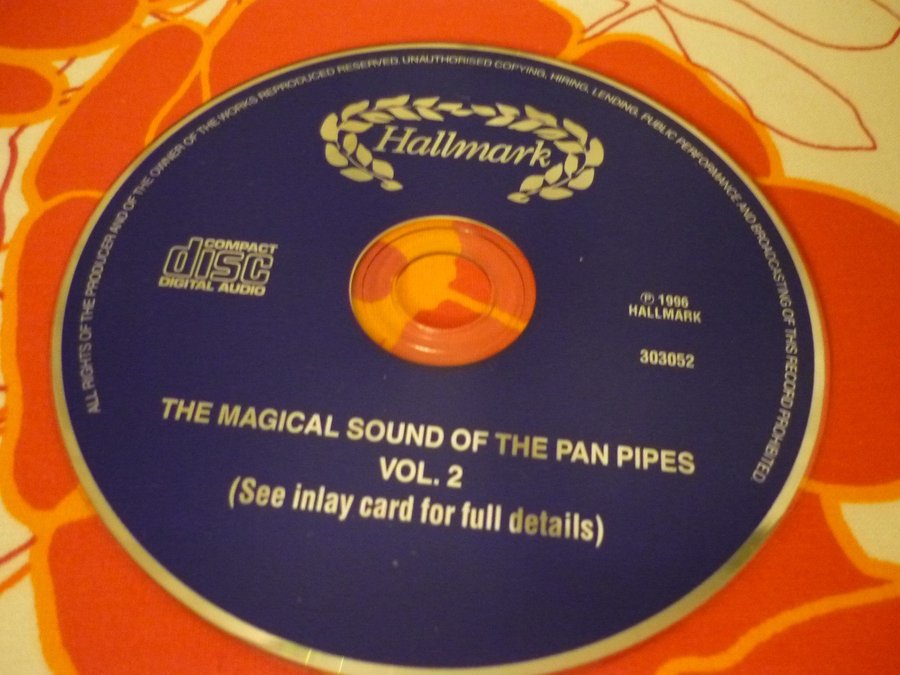 ALL RIGHTS OF THE PRODUCER AND OF THE OWNER OF THE WORKS REPRODUCED RESERVED. UNAUTHORISED COPYING, HIRING, LENDING, PUBLIC PERFORMANCE AND BROADCASTING OF THIS RECORD PROHIBITED.
Hallmark
COMPACT
disc
DIGITAL AUDIO
℗ 1996
HALLMARK
303052
THE MAGICAL SOUND OF THE PAN PIPES
VOL. 2
(See inlay card for full details)